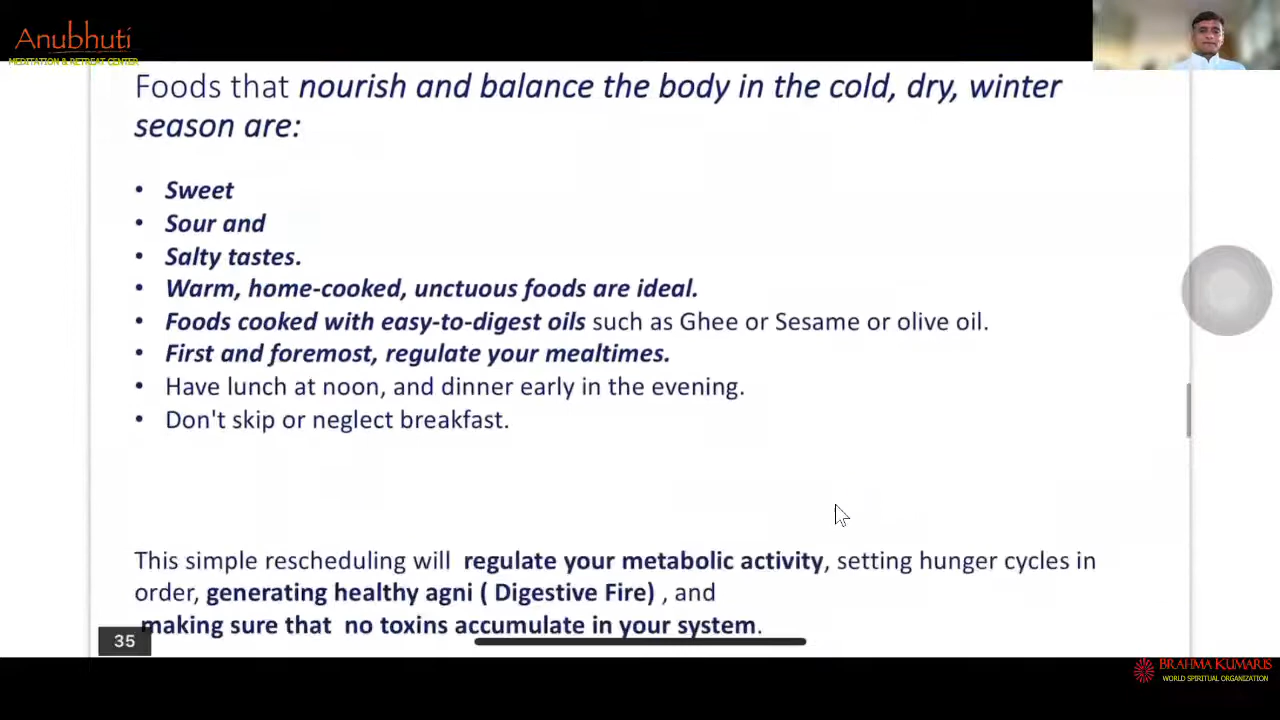 Anubhuti
MEDITATION & RETREAT CENTER
Foods that nourish and balance the body in the cold, dry, winter
season are:
• Sweet
• Sour and
• Salty tastes.
• Warm, home-cooked, unctuous foods are ideal.
• Foods cooked with easy-to-digest oils such as Ghee or Sesame or olive oil.
• First and foremost, regulate your mealtimes.
• Have lunch at noon, and dinner early in the evening.
• Don't skip or neglect breakfast.
This simple rescheduling will regulate your metabolic activity, setting hunger cycles in
order, generating healthy agni ( Digestive Fire) , and
making sure that no toxins accumulate in your system.
35
BRAHMA KUMARIS
WORLD SPIRITUAL ORGANIZATION